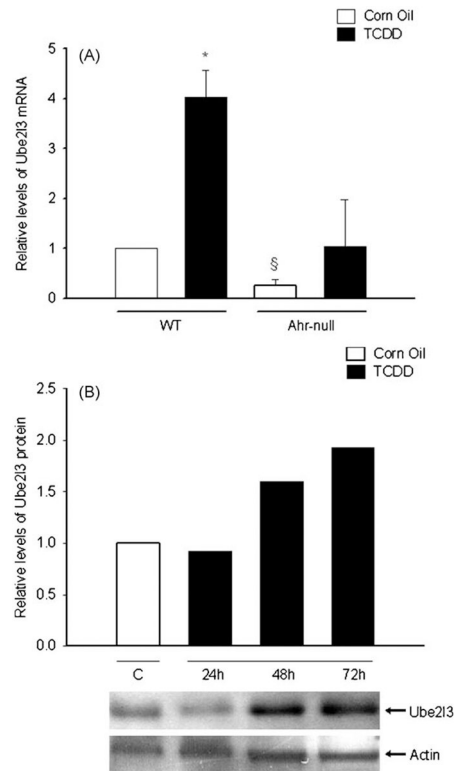 Corn Oil
TCDD
(A)
Relative levels of Ube2l3 mRNA
5
4
3
2
1
0
*
§
WT
Ahr-null
Corn Oil
TCDD
(B)
Relative levels of Ube2l3 protein
2.5
2.0
1.5
1.0
0.5
0.0
C
24h
48h
72h
Ube2l3
Actin